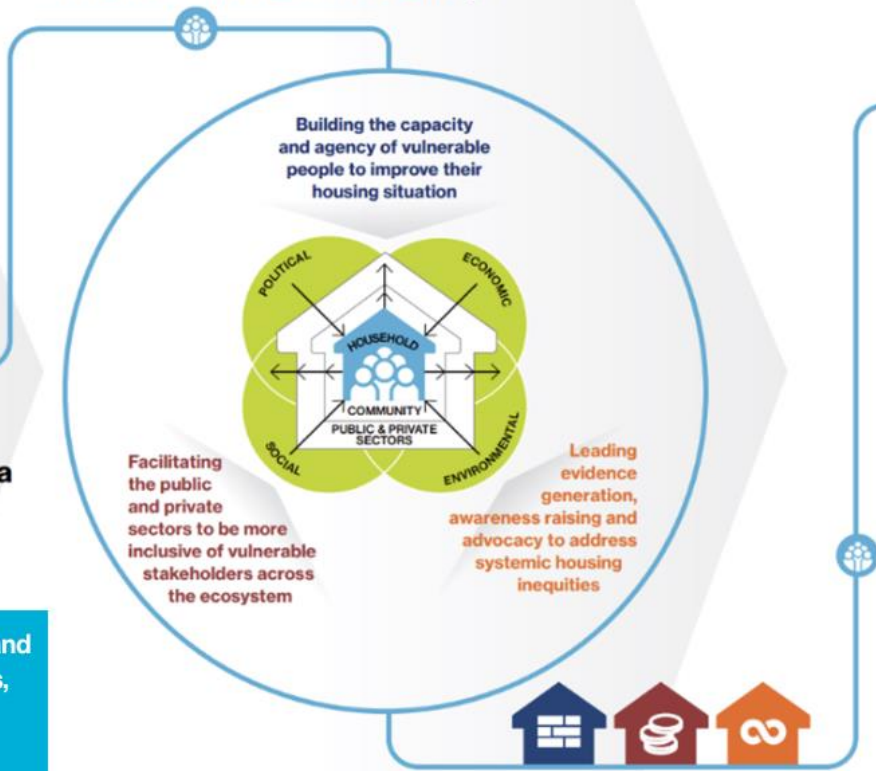 Building the capacity
and agency of vulnerable
people to improve their
housing situation
POLITICAL
ECONOMIC
HOUSEHOLD
COMMUNITY
PUBLIC & PRIVATE
SECTORS
SOCIAL
ENVIRONMENTAL
Facilitating
the public
and private
sectors to be more
inclusive of vulnerable
stakeholders across
the ecosystem
Leading
evidence
generation,
awareness raising and
advocacy to address
systemic housing
inequities
a
and
s,